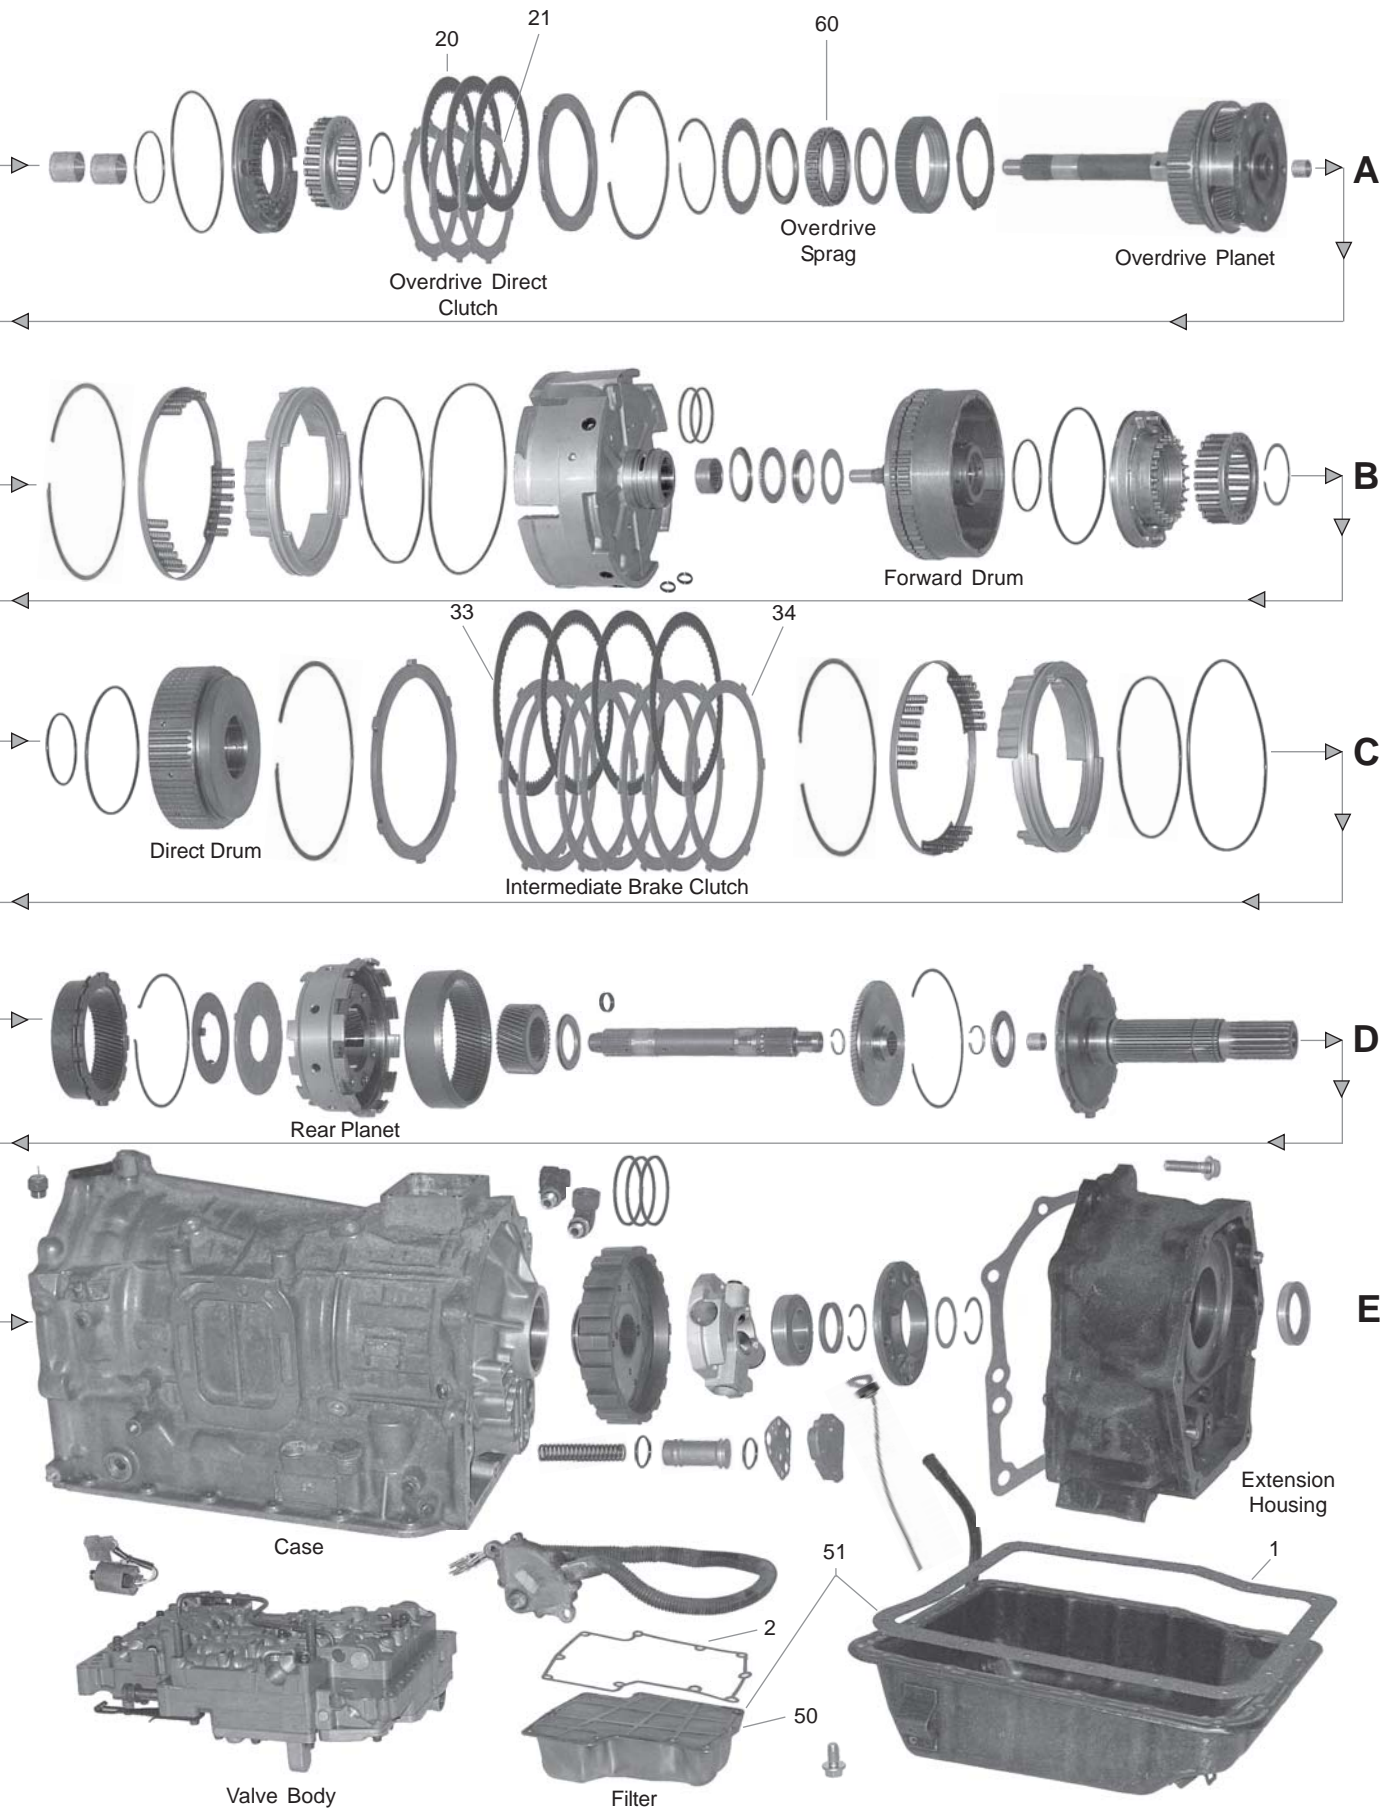 20
21
60
A
Overdrive
Sprag
Overdrive Planet
Overdrive Direct
Clutch
B
Forward Drum
33
34
C
Direct Drum
Intermediate Brake Clutch
D
Rear Planet
E
Extension
Housing
Case
51
1
2
50
Valve Body
Filter